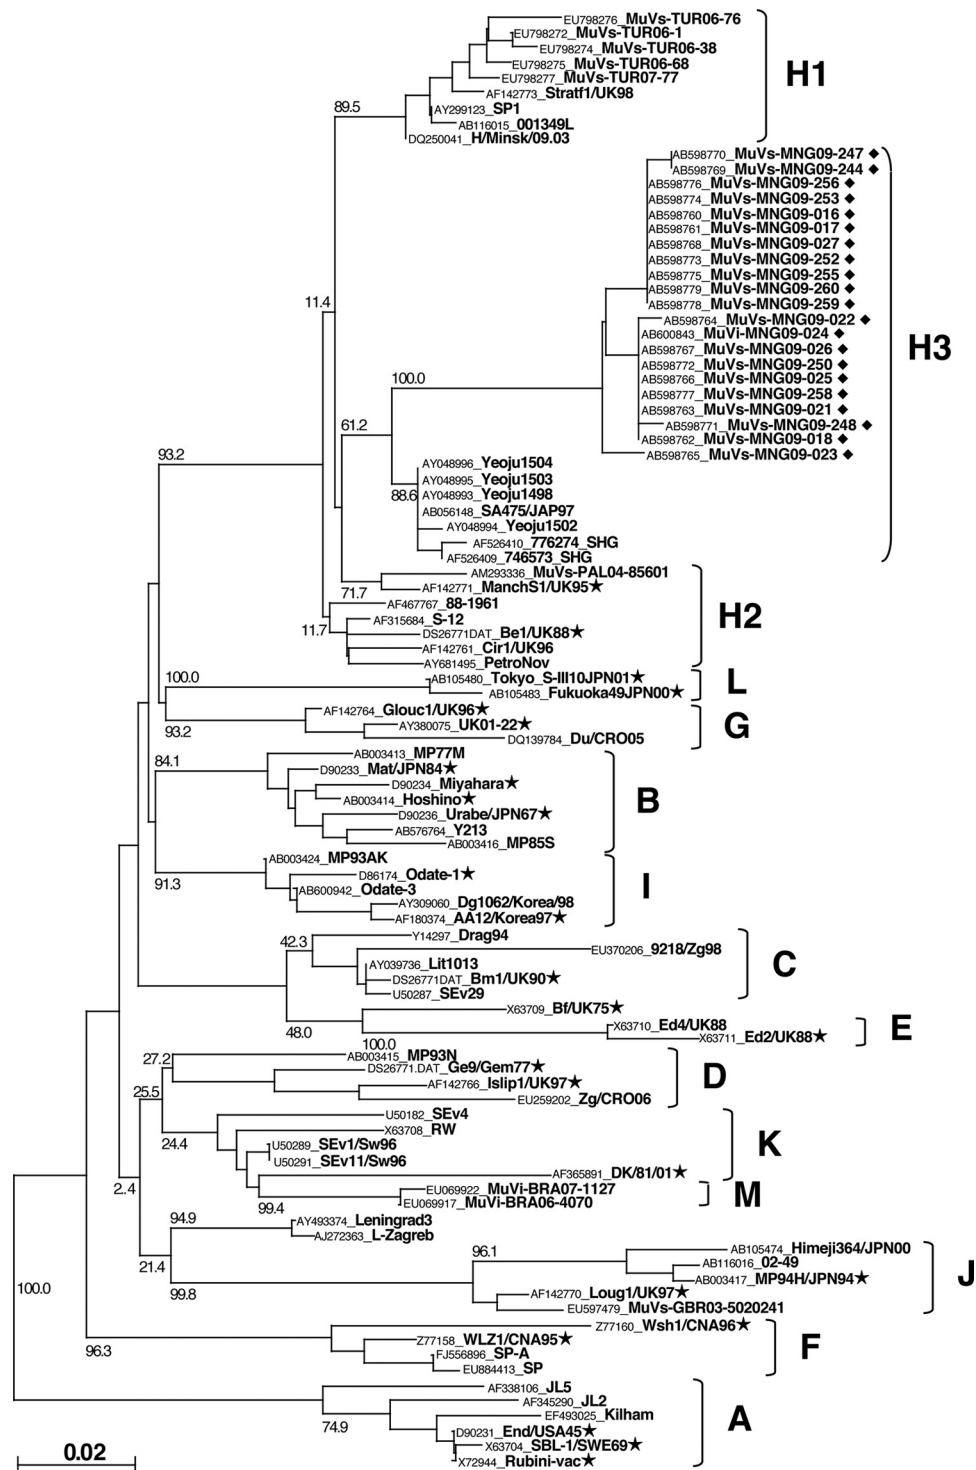 EU798276_MuVs-TUR06-76
EU798272_MuVs-TUR06-1
EU798274_MuVs-TUR06-38
EU798275_MuVs-TUR06-68
EU798277_MuVs-TUR07-77
H1
AF142773_Stratf1/UK98
89.5
AY299123_SP1
AB116015_001349L
DQ250041_H/Minsk/09.03
AB598770_MuVs-MNG09-247 ◆
AB598769_MuVs-MNG09-244 ◆
AB598776_MuVs-MNG09-256 ◆
AB598774_MuVs-MNG09-253 ◆
AB598760_MuVs-MNG09-016 ◆
AB598761_MuVs-MNG09-017 ◆
AB598768_MuVs-MNG09-027 ◆
AB598773_MuVs-MNG09-252 ◆
AB598775_MuVs-MNG09-255 ◆
AB598779_MuVs-MNG09-260 ◆
11.4
AB598778_MuVs-MNG09-259 ◆
AB598764_MuVs-MNG09-022 ◆
AB600843_MuVi-MNG09-024 ◆
H3
AB598767_MuVs-MNG09-026 ◆
AB598772_MuVs-MNG09-250 ◆
100.0
AB598766_MuVs-MNG09-025 ◆
AB598777_MuVs-MNG09-258 ◆
AB598763_MuVs-MNG09-021 ◆
61.2
AB598771_MuVs-MNG09-248 ◆
AB598762_MuVs-MNG09-018 ◆
AB598765_MuVs-MNG09-023 ◆
93.2
AY048996_Yeoju1504
AY048995_Yeoju1503
88.6
AY048993_Yeoju1498
AB056148_SA475/JAP97
AY048994_Yeoju1502
AF526410_776274_SHG
AF526409_746573_SHG
AM293336_MuVs-PAL04-85601
71.7
AF142771_ManchS1/UK95★
AF467767_88-1961
H2
AF315684_S-12
11.7
DS26771DAT_Be1/UK88★
AF142761_Cir1/UK96
AY681495_PetroNov
100.0
AB105480_Tokyo_S-III10JPN01★
L
AB105483_Fukuoka49JPN00★
AF142764_Glouc1/UK96★
93.2
AY380075_UK01-22★
G
DQ139784_Du/CRO05
84.1
AB003413_MP77M
D90233_Mat/JPN84★
D90234_Miyahara★
AB003414_Hoshino★
B
D90236_Urabe/JPN67★
AB576764_Y213
AB003416_MP85S
AB003424_MP93AK
91.3
D86174_Odate-1★
I
AB600942_Odate-3
AY309060_Dg1062/Korea/98
AF180374_AA12/Korea97★
42.3
Y14297_Drag94
EU370206_9218/Zg98
AY039736_Lit1013
C
DS26771DAT_Bm1/UK90★
U50287_SEv29
X63709_Bf/UK75★
48.0
X63710_Ed4/UK88
E
100.0
X63711_Ed2/UK88★
27.2
AB003415_MP93N
DS26771.DAT_Ge9/Gem77★
D
AF142766_Islip1/UK97★
25.5
EU259202_Zg/CRO06
U50182_SEv4
24.4
X63708_RW
K
U50289_SEv1/Sw96
U50291_SEv11/Sw96
AF365891_DK/81/01★
2..4
EU069922_MuVi-BRA07-1127
M
99.4
EU069917_MuVi-BRA06-4070
94.9
AY493374_Leningrad3
AJ272363_L-Zagreb
96.1
AB105474_Himeji364/JPN00
21.4
AB116016_02-49
J
AB003417_MP94H/JPN94★
100.0
99.8
AF142770_Loug1/UK97★
EU597479_MuVs-GBR03-5020241
Z77160_Wsh1/CNA96★
96.3
Z77158_WLZ1/CNA95★
F
FJ556896_SP-A
EU884413_SP
AF338106_JL5
AF345290_JL2
74.9
EF493025_Kilham
A
D90231_End/USA45★
0.02
X63704_SBL-1/SWE69★
X72944_Rubini-vac★